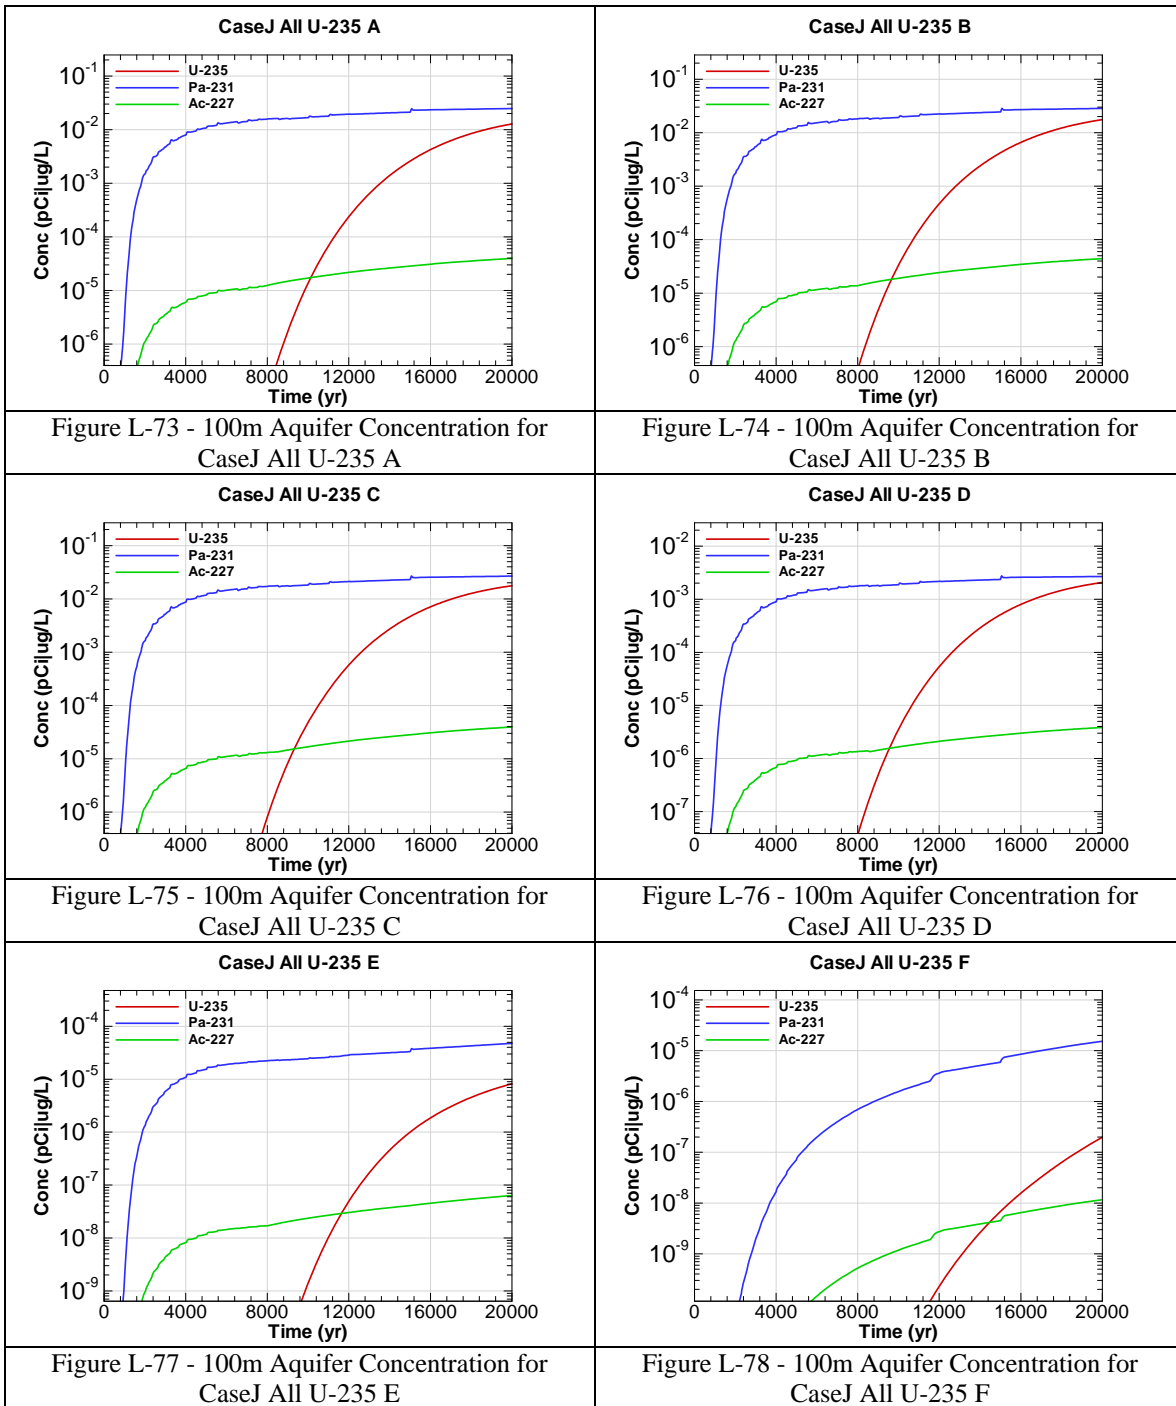 CaseJ All U-235 A
U-235
Pa-231
Ac-227
10-1
10-2
10-3
10-4
10-5
10-6
Conc (pCi|ug/L)
0 4000 8000 12000 16000 20000
Time (yr)
Figure L-73 - 100m Aquifer Concentration for
CaseJ All U-235 A
CaseJ All U-235 B
U-235
Pa-231
Ac-227
10-1
10-2
10-3
10-4
10-5
10-6
Conc (pCi|ug/L)
0 4000 8000 12000 16000 20000
Time (yr)
Figure L-74 - 100m Aquifer Concentration for
CaseJ All U-235 B
CaseJ All U-235 C
U-235
Pa-231
Ac-227
10-1
10-2
10-3
10-4
10-5
10-6
Conc (pCi|ug/L)
0 4000 8000 12000 16000 20000
Time (yr)
Figure L-75 - 100m Aquifer Concentration for
CaseJ All U-235 C
CaseJ All U-235 D
U-235
Pa-231
Ac-227
10-2
10-3
10-4
10-5
10-6
10-7
Conc (pCi|ug/L)
0 4000 8000 12000 16000 20000
Time (yr)
Figure L-76 - 100m Aquifer Concentration for
CaseJ All U-235 D
CaseJ All U-235 E
U-235
Pa-231
Ac-227
10-4
10-5
10-6
10-7
10-8
10-9
Conc (pCi|ug/L)
0 4000 8000 12000 16000 20000
Time (yr)
Figure L-77 - 100m Aquifer Concentration for
CaseJ All U-235 E
CaseJ All U-235 F
U-235
Pa-231
Ac-227
10-4
10-5
10-6
10-7
10-8
10-9
Conc (pCi|ug/L)
0 4000 8000 12000 16000 20000
Time (yr)
Figure L-78 - 100m Aquifer Concentration for
CaseJ All U-235 F